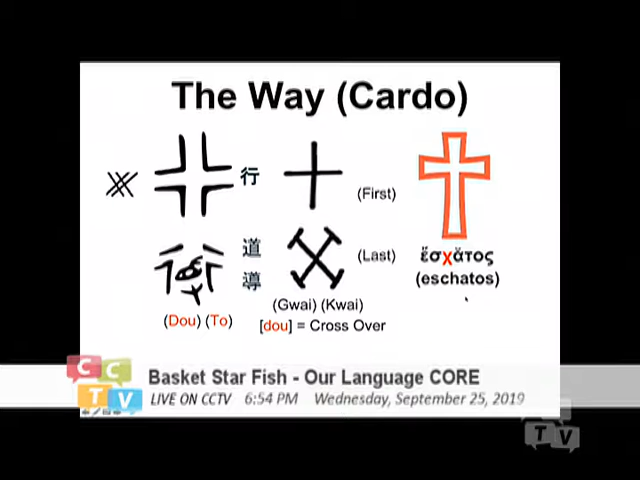 The Way (Cardo)
行
(First)
道
導
(Last)
ἔσχᾰτος
(eschatos)
(Gwai) (Kwai)
(Dou) (To)
[dou] = Cross Over
CCTV
Basket Star Fish - Our Language CORE
LIVE ON CCTV 6:54 PM Wednesday, September 25, 2019
TV